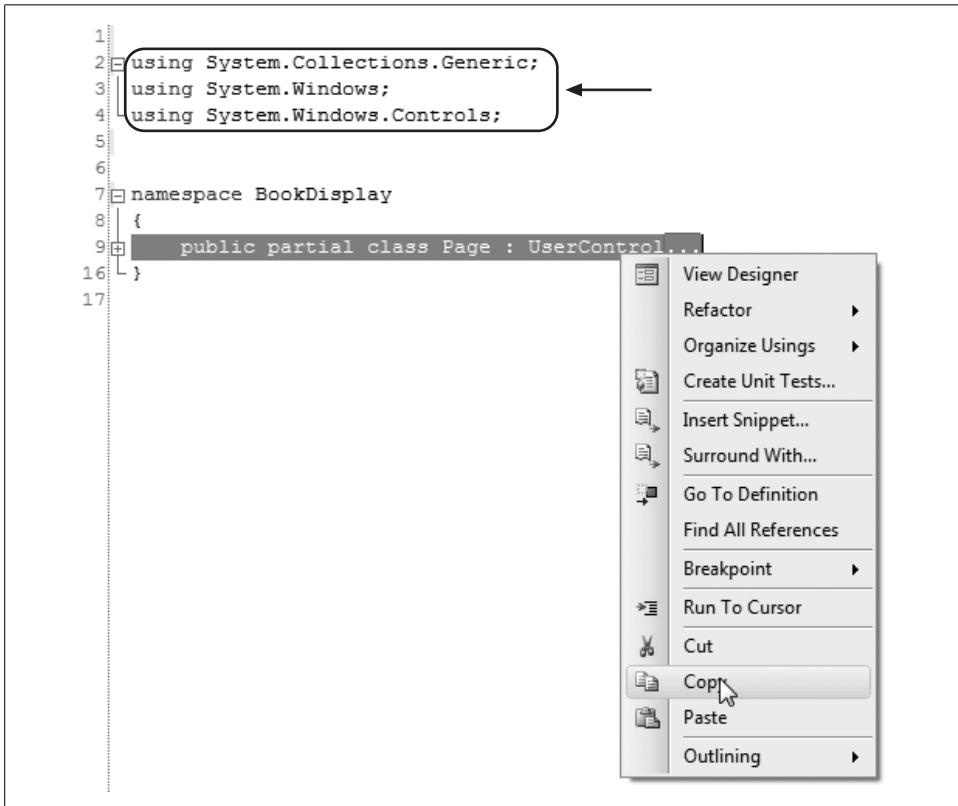 1
2 using System.Collections.Generic;
3 using System.Windows;
4 using System.Windows.Controls;
5
6
7 namespace BookDisplay
8 {
9 public partial class Page : UserControl...
16 }
17
View Designer
Refactor
Organize Usings
Create Unit Tests...
Insert Snippet...
Surround With...
Go To Definition
Find All References
Breakpoint
Run To Cursor
Cut
Copy
Paste
Outlining